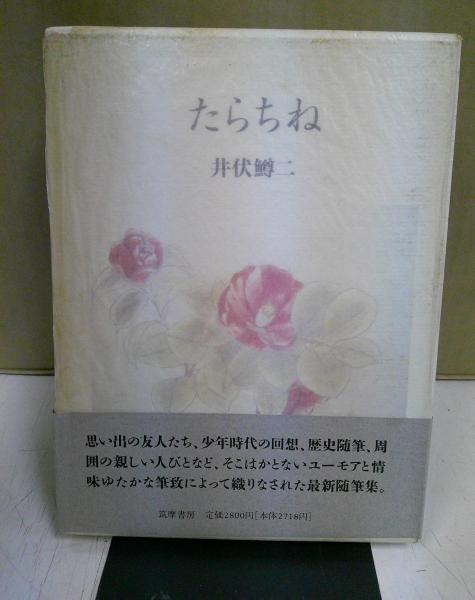 たらちね
井伏鱒二
思い出の友人たち、少年時代の回想、歴史随筆、周
囲の親しい人びとなど、そこはかとないユーモアと情
味ゆたかな筆致によって織りなされた最新随筆集。
筑摩書房 定価2800円[本体2718円]